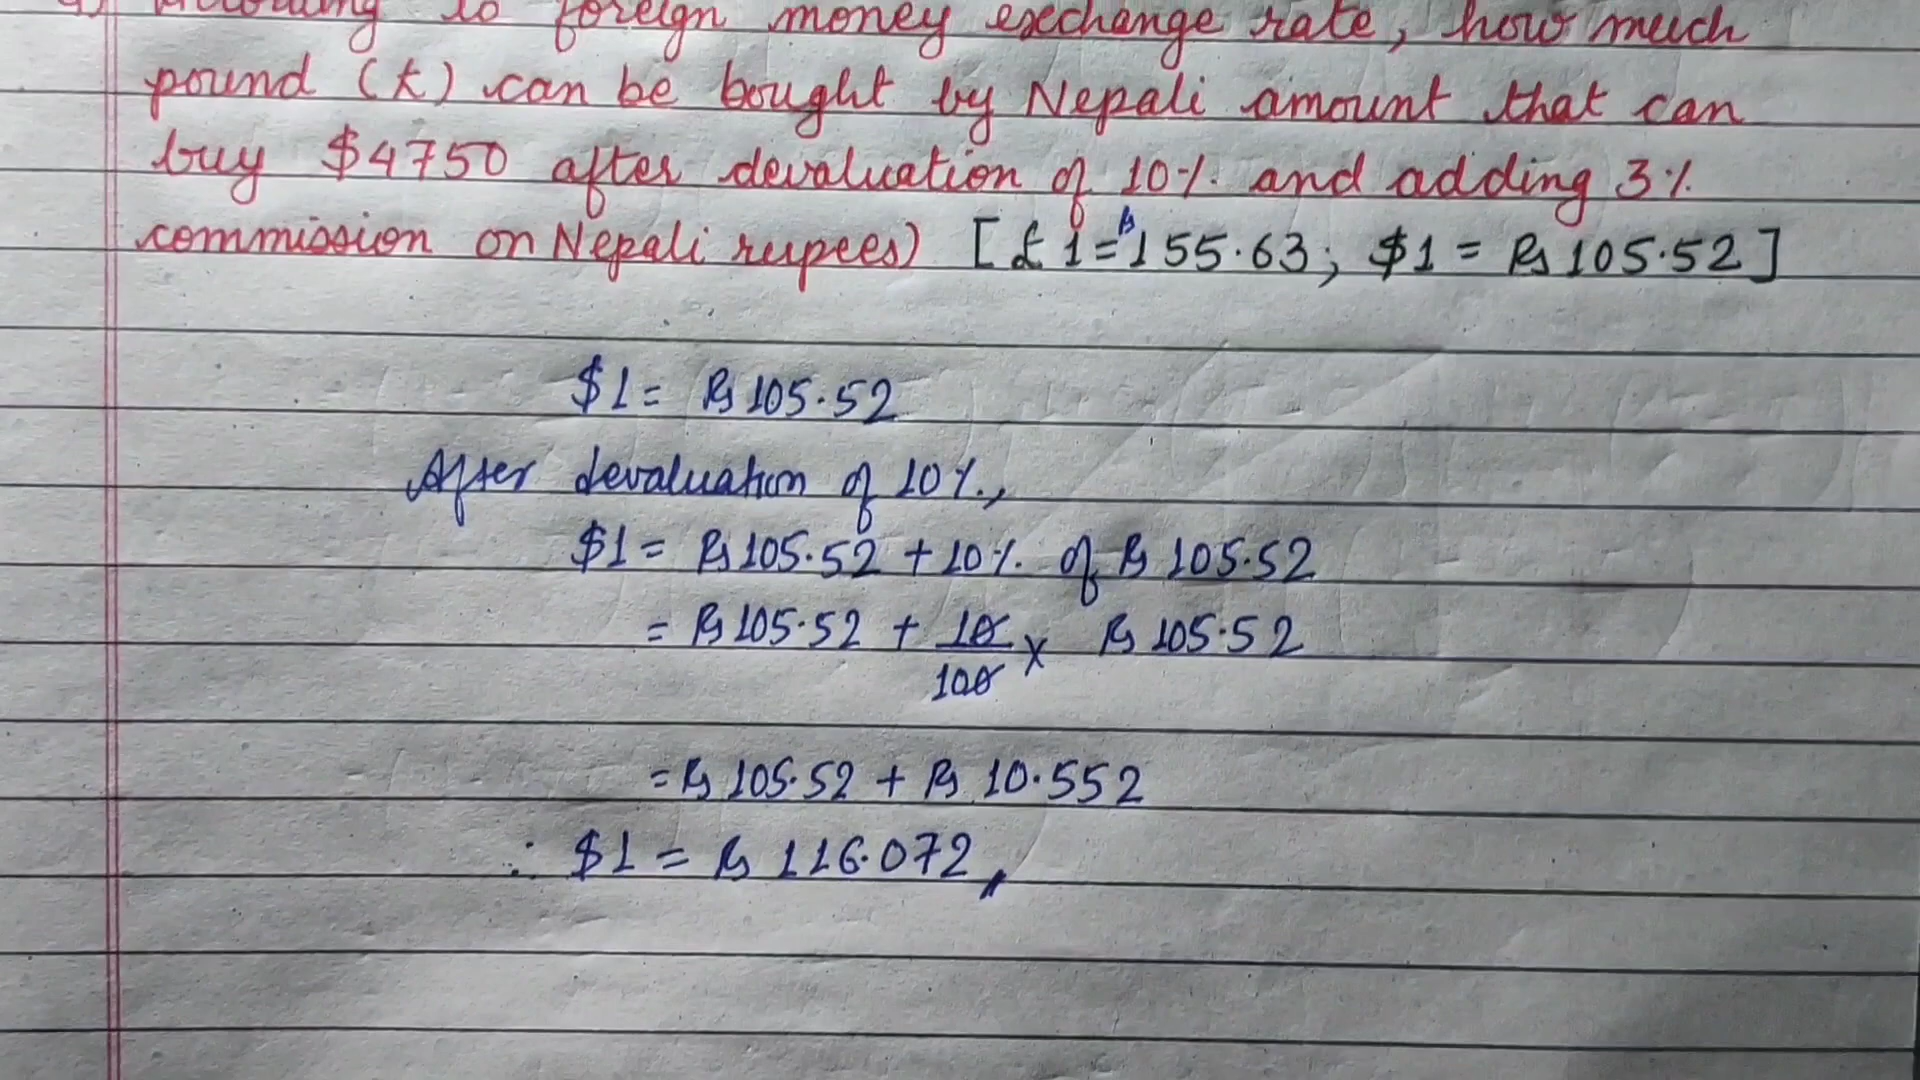 According to foreign money exchange rate, how much
pound (£) can be bought by Nepali amount that can
buy $4750 after devaluation of 10% and adding 3%
commission on Nepali rupees) [£1=Rs155.63; $1 = Rs 105.52]
$1 = Rs 105.52
After devaluation of 10%,
$1 = Rs 105.52 + 10% of Rs 105.52
= Rs 105.52 + 10/100 × Rs 105.52
= Rs 105.52 + Rs 10.552
∴ $1 = Rs 116.072,